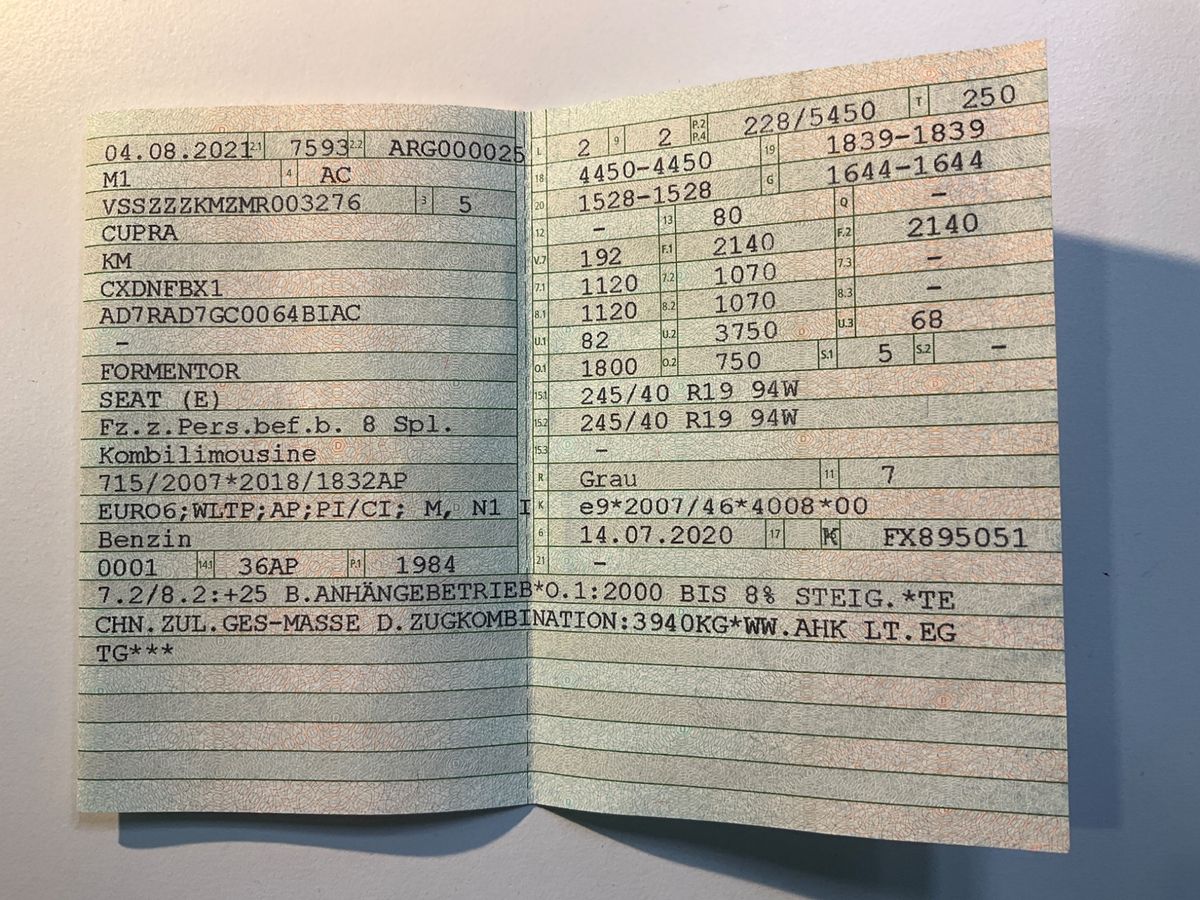 04.08.2021 2.1 7593 2.2 ARG000025
M1 4 AC
VSSZZZKMZMR003276 3 5
CUPRA
KM
CXDNFBX1
AD7RAD7GC0064BIAC
–
FORMENTOR
SEAT (E)
Fz.z.Pers.bef.b. 8 Spl.
Kombilimousine
715/2007*2018/1832AP
EURO6;WLTP;AP;PI/CI; M, N1 I
Benzin
0001 14.1 36AP P.1 1984
L 2 9 2 P.2 P.4 228/5450 T 250
18 4450-4450 19 1839-1839
20 1528-1528 G 1644-1644
12 – 13 80 Q –
V.7 192 F.1 2140 F.2 2140
7.1 1120 7.2 1070 7.3 –
8.1 1120 8.2 1070 8.3 –
U.1 82 U.2 3750 U.3 68
O.1 1800 O.2 750 S.1 5 S.2 –
15.1 245/40 R19 94W
15.2 245/40 R19 94W
15.3 –
R Grau 11 7
K e9*2007/46*4008*00
6 14.07.2020 17 K FX895051
21 –
7.2/8.2:+25 B.ANHÄNGEBETRIEB*O.1:2000 BIS 8% STEIG.*TE
CHN.ZUL.GES-MASSE D.ZUGKOMBINATION:3940KG*WW.AHK LT.EG
TG***